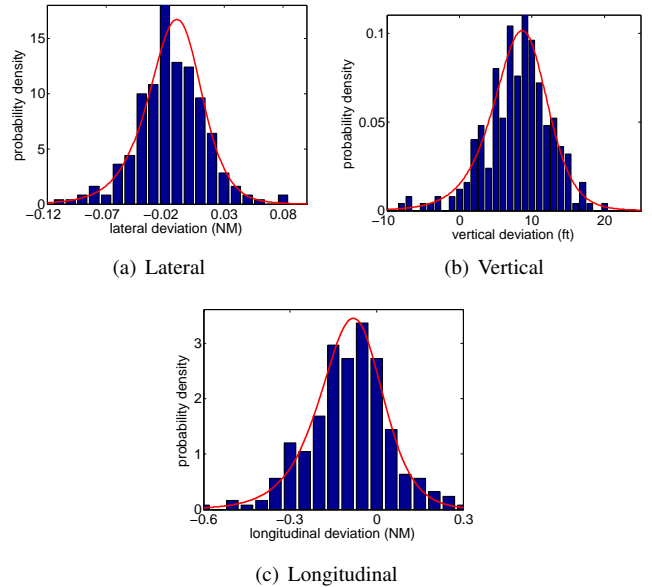 15
10
5
0
probability density
−0.12 −0.07 −0.02 0.03 0.08
lateral deviation (NM)
(a) Lateral
0.1
0.05
0
probability density
−10 0 10 20
vertical deviation (ft)
(b) Vertical
3
2
1
0
probability density
−0.6 −0.3 0 0.3
longitudinal deviation (NM)
(c) Longitudinal